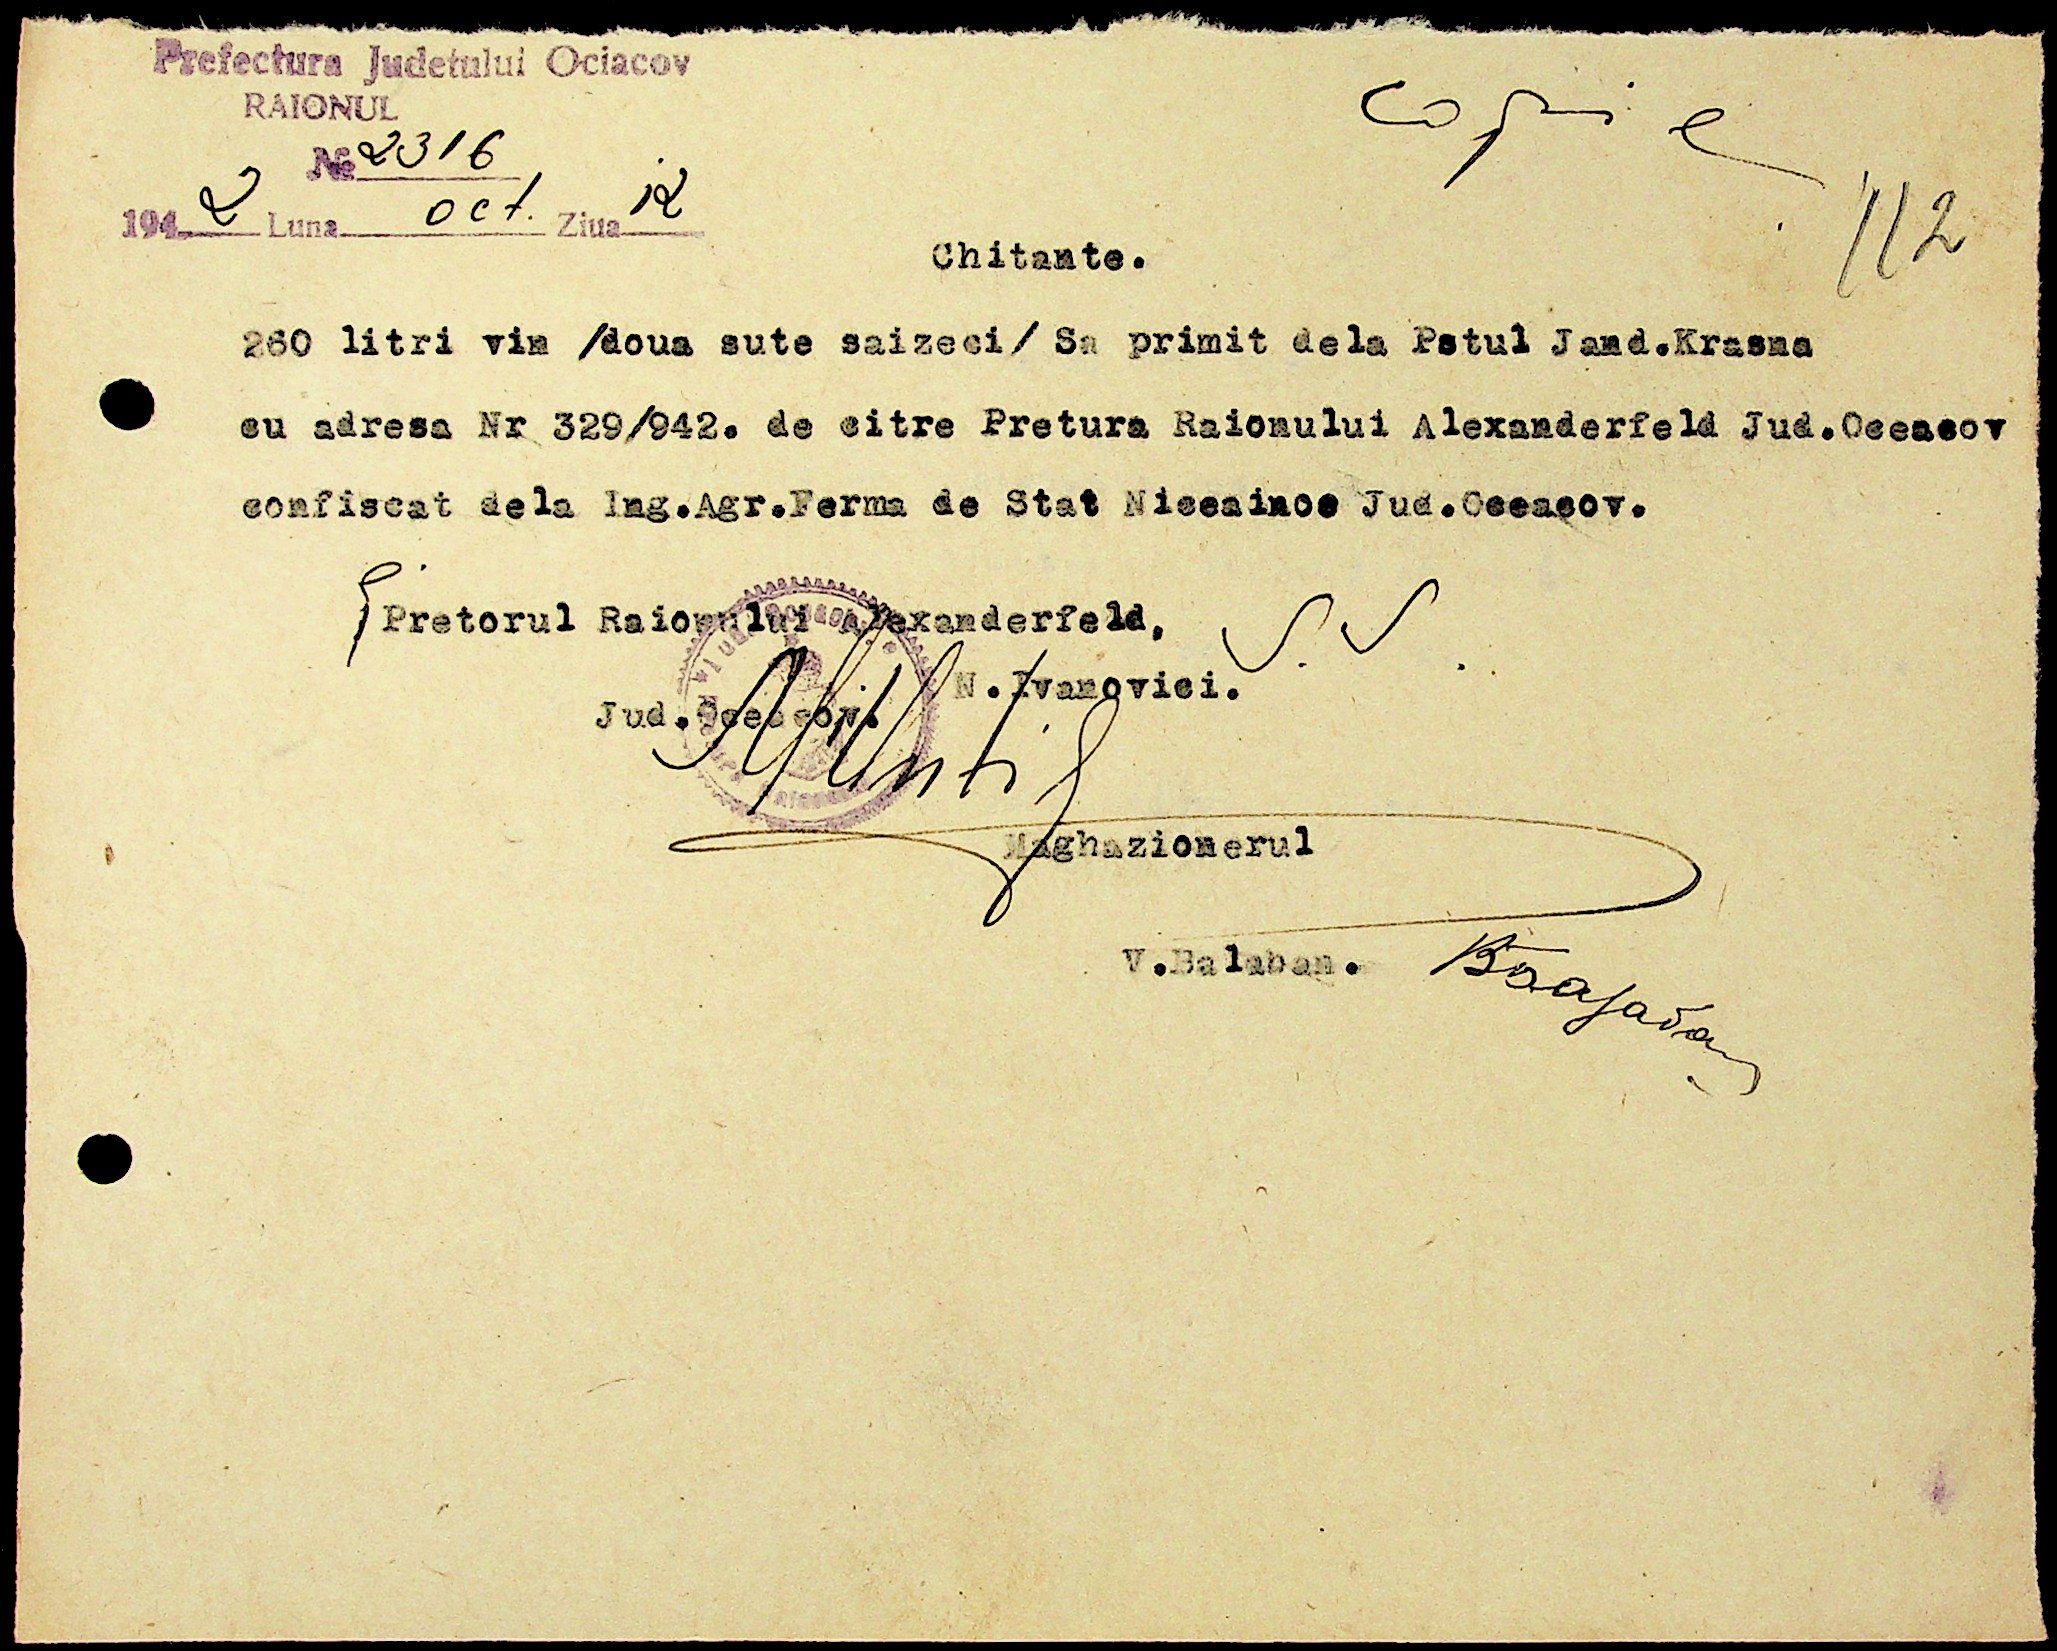 Prefectura Judetului Ociacov
RAIONUL
№ 2316
1942 Luna oct. Ziua 12
copie
112
Chitante.
260 litri vin /doua sute saizeci/ Sa primit dela Pstul Jand.Krasna
cu adresa Nr 329/942. de citre Pretura Raionului Alexanderfeld Jud.Oceacov
confiscat dela Ing.Agr.Ferma de Stat Niceainoe Jud.Oceacov.
Pretorul Raionului Alexanderfeld,
N.Ivanovici.
Jud.Oceacov.
Maghazionerul
V.Balaban.